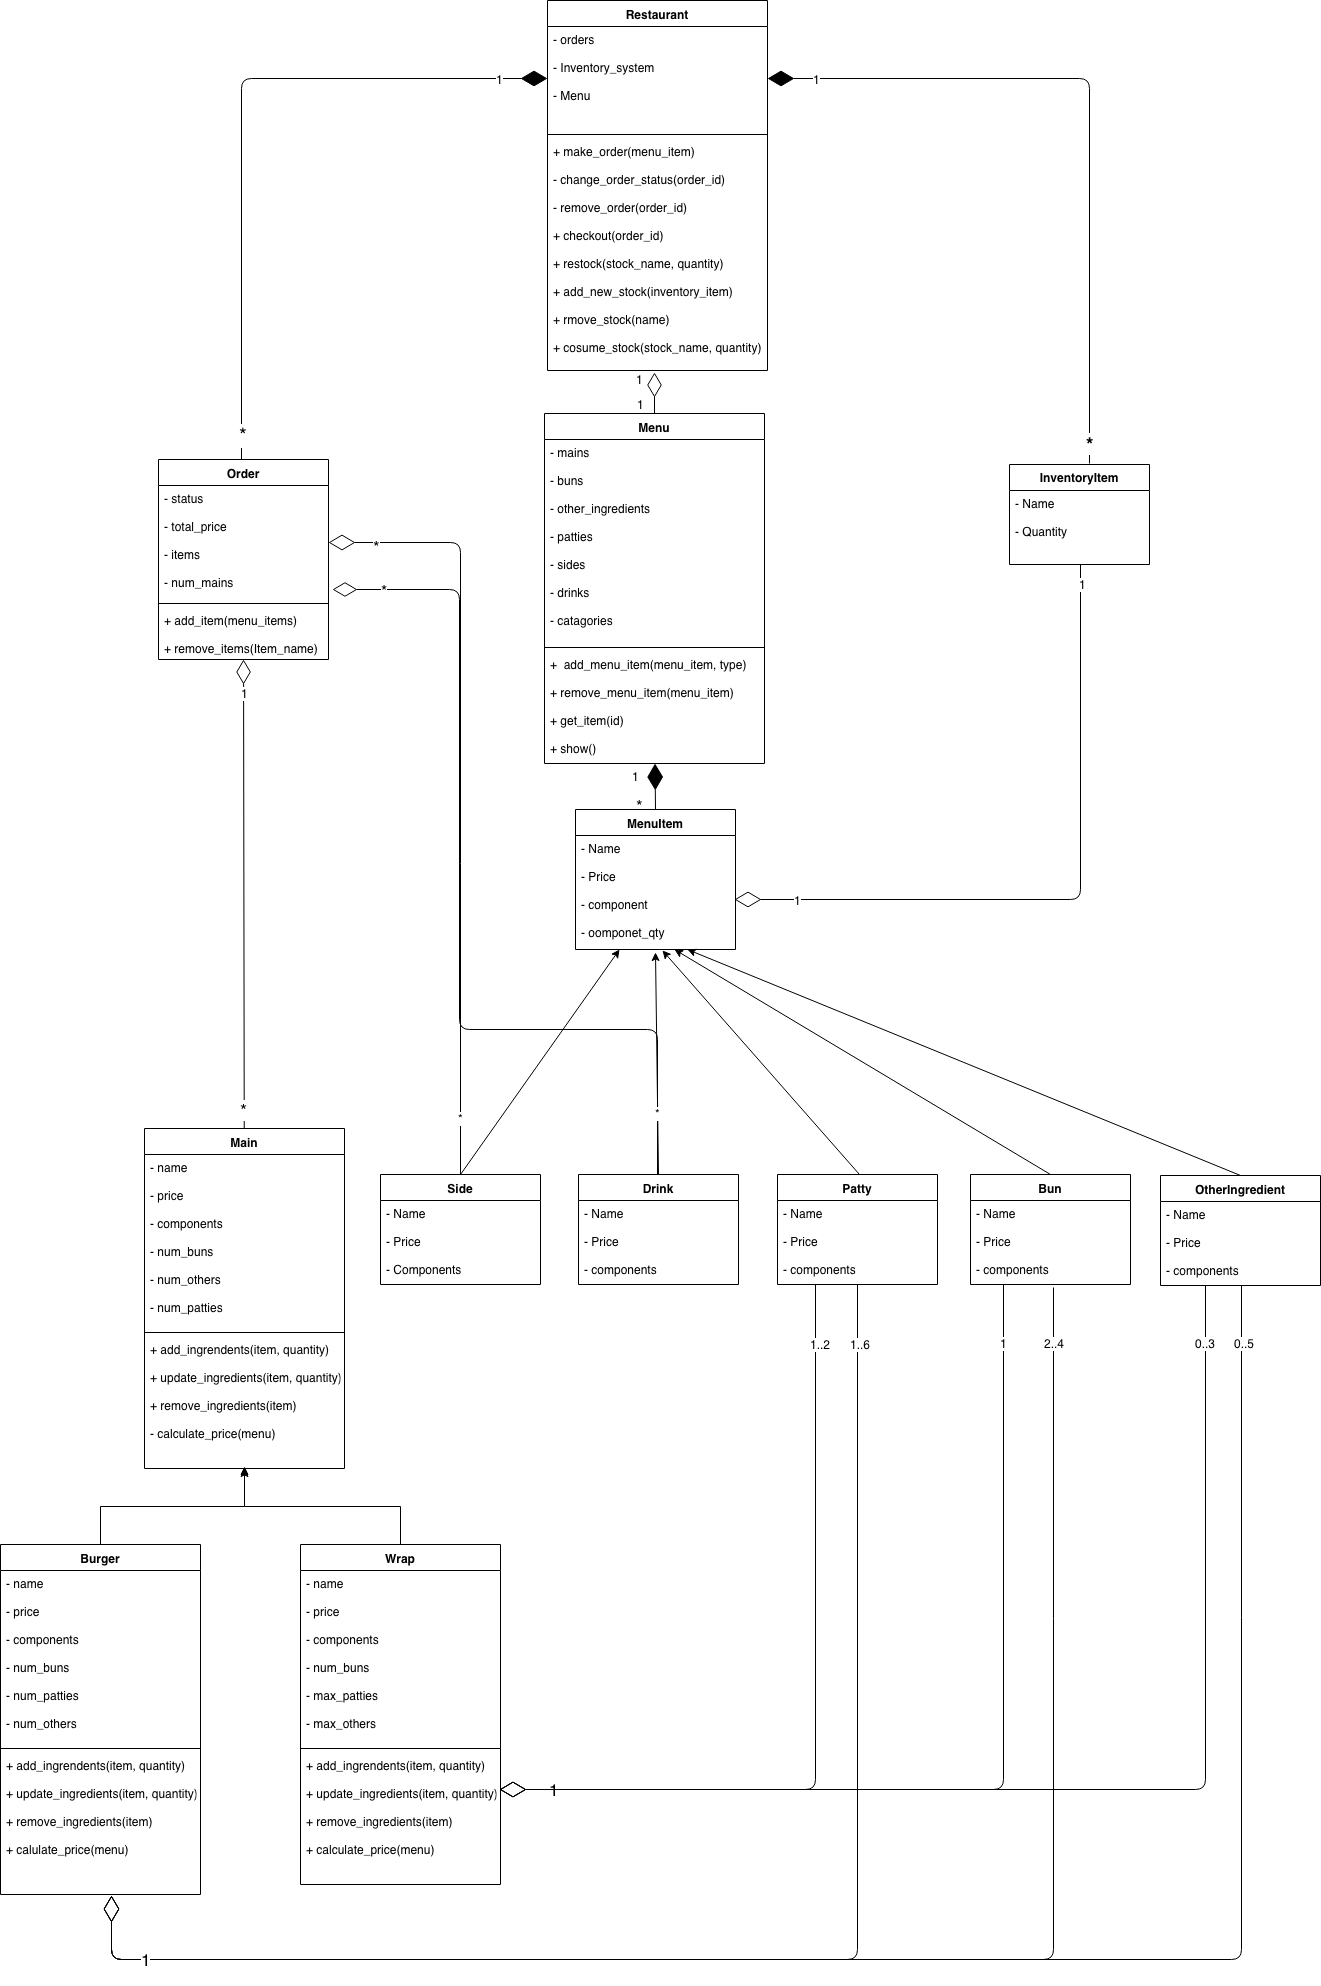 Restaurant
- orders
- Inventory_system
- Menu
+ make_order(menu_item)
- change_order_status(order_id)
- remove_order(order_id)
+ checkout(order_id)
+ restock(stock_name, quantity)
+ add_new_stock(inventory_item)
+ rmove_stock(name)
+ cosume_stock(stock_name, quantity)
1
1
1
1
*
*
Menu
- mains
- buns
- other_ingredients
- patties
- sides
- drinks
- catagories
+  add_menu_item(menu_item, type)
+ remove_menu_item(menu_item)
+ get_item(id)
+ show()
Order
- status
- total_price
- items
- num_mains
+ add_item(menu_items)
+ remove_items(Item_name)
*
*
1
InventoryItem
- Name
- Quantity
1
1
*
MenuItem
- Name
- Price
- component
- oomponet_qty
1
*
*
*
Main
- name
- price
- components
- num_buns
- num_others
- num_patties
+ add_ingrendents(item, quantity)
+ update_ingredients(item, quantity)
+ remove_ingredients(item)
- calculate_price(menu)
Side
- Name
- Price
- Components
Drink
- Name
- Price
- components
Patty
- Name
- Price
- components
Bun
- Name
- Price
- components
OtherIngredient
- Name
- Price
- components
1..2
1..6
1
2..4
0..3
0..5
Burger
- name
- price
- components
- num_buns
- num_patties
- num_others
+ add_ingrendents(item, quantity)
+ update_ingredients(item, quantity)
+ remove_ingredients(item)
+ calulate_price(menu)
Wrap
- name
- price
- components
- num_buns
- max_patties
- max_others
+ add_ingrendents(item, quantity)
+ update_ingredients(item, quantity)
+ remove_ingredients(item)
+ calculate_price(menu)
1
1